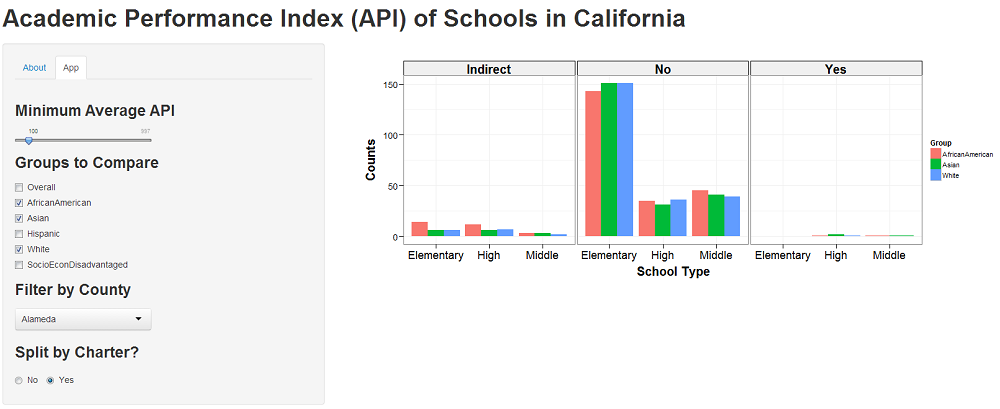 Academic Performance Index (API) of Schools in California
About App
Minimum Average API
100 997
Groups to Compare
Overall
AfricanAmerican
Asian
Hispanic
White
SocioEconDisadvantaged
Filter by County
Alameda
Split by Charter?
No Yes
Indirect No Yes
150
100
50
0
Counts
Elementary High Middle Elementary High Middle Elementary High Middle
School Type
Group
AfricanAmerican
Asian
White